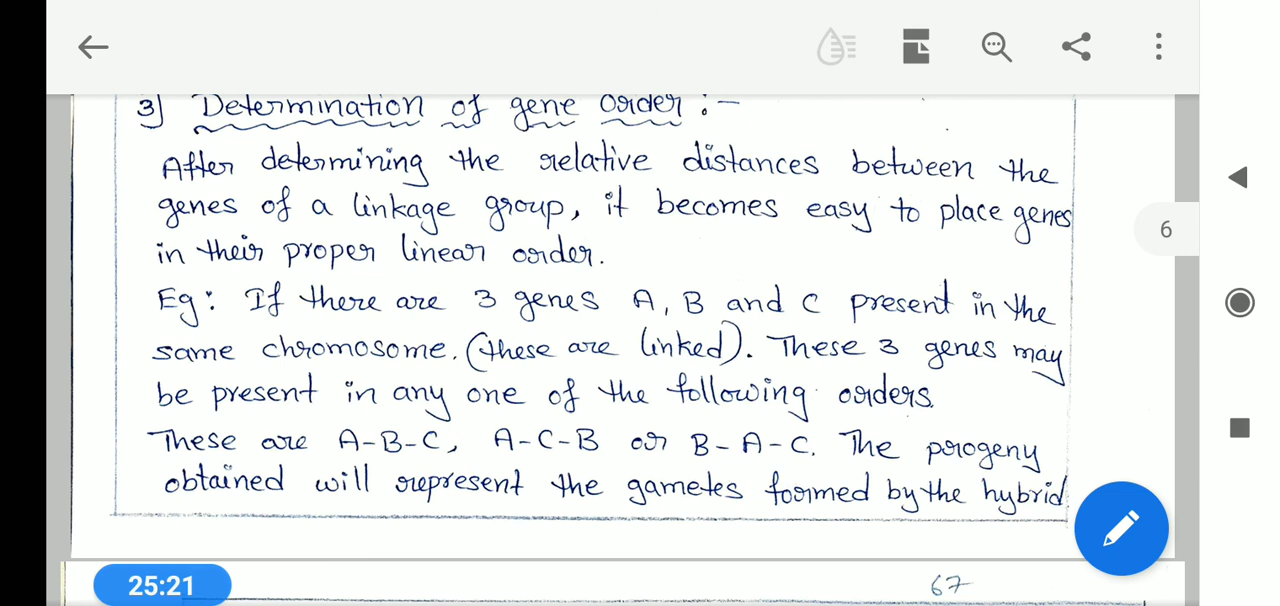 3] Determination of gene order :-
After determining the relative distances between the
genes of a linkage group, it becomes easy to place genes
in their proper linear order.
6
Eg: If there are 3 genes A, B and C present in the
same chromosome. (these are linked). These 3 genes may
be present in any one of the following orders.
These are A-B-C, A-C-B or B-A-C. The progeny
obtained will represent the gametes formed by the hybrid
25:21
67